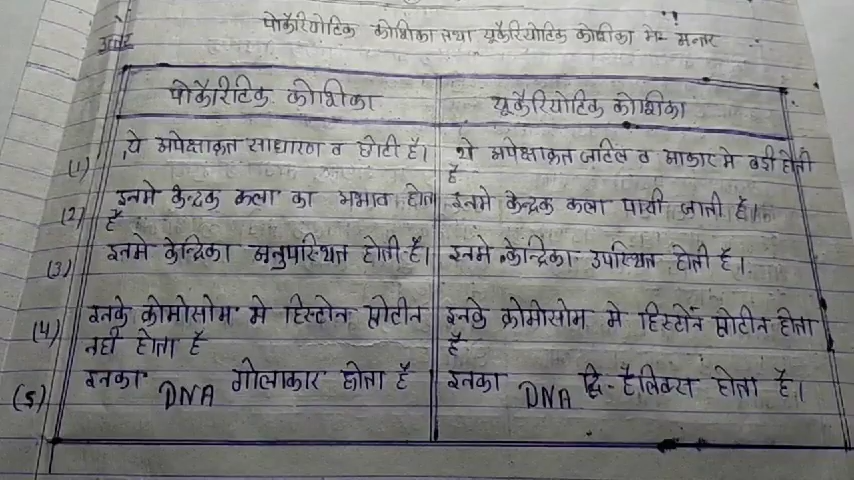 पोकैरियोटिक कोशिका तथा यूकैरियोटिक कोशिका मे अन्तर
उत्तर
पोकैरिटिक कोशिका
यूकैरियोटिक कोशिका
(1) ये अपेक्षाकृत साधारण व छोटी है।
ये अपेक्षाकृत जटिल व आकार मे बडी होती
है
(2) इनमे केन्द्रक कला का अभाव होता
है
इनमे केन्द्रक कला पायी जाती है।
(3) इनमे केन्द्रिका अनुपस्थित होती है।
इनमे केन्द्रिका उपस्थित होती है।
(4) इनके क्रोमोसोम मे हिस्टोन प्रोटीन
नही होता है
इनके क्रोमोसोम मे हिस्टोन प्रोटीन होता
है
(5) इनका DNA गोलाकार होता है
इनका DNA द्वि-हैलिक्स होता है।